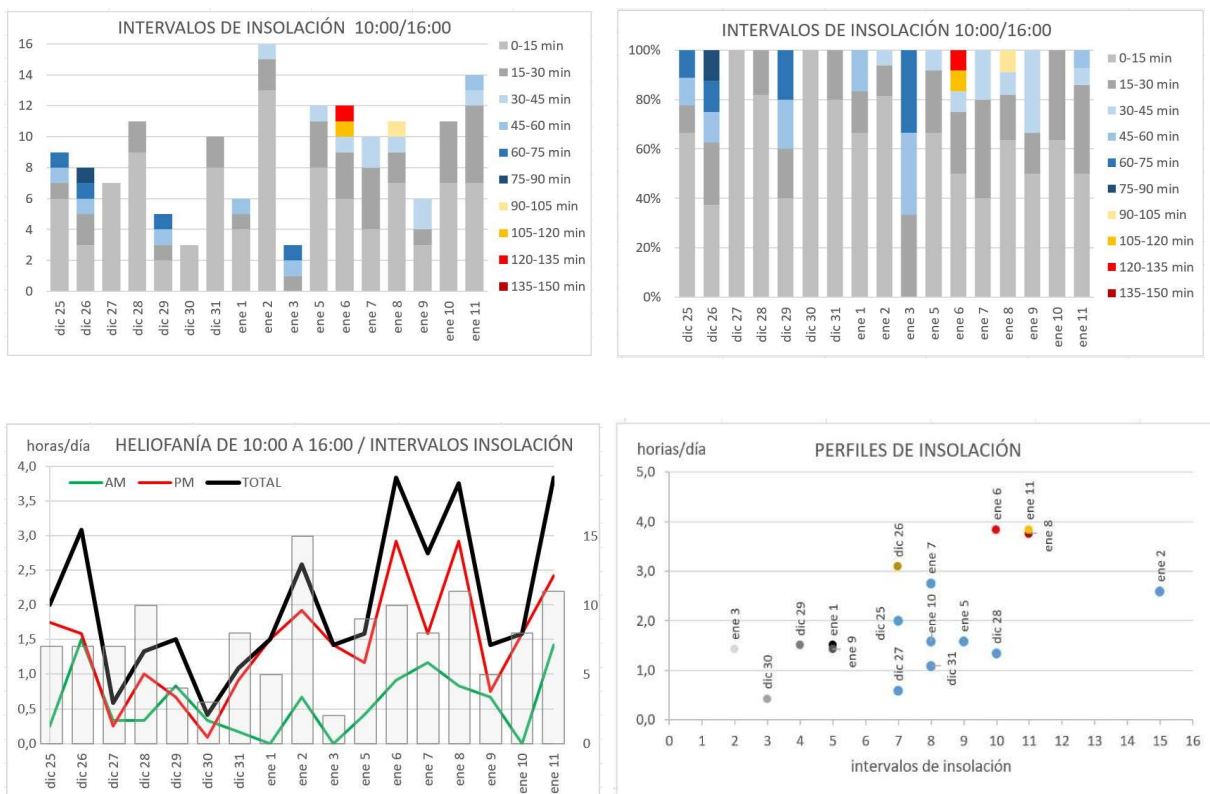 INTERVALOS DE INSOLACIÓN 10:00/16:00
16
14
12
10
8
6
4
2
0
dic 25
dic 26
dic 27
dic 28
dic 29
dic 30
dic 31
ene 1
ene 2
ene 3
ene 5
ene 6
ene 7
ene 8
ene 9
ene 10
ene 11
0-15 min
15-30 min
30-45 min
45-60 min
60-75 min
75-90 min
90-105 min
105-120 min
120-135 min
135-150 min
INTERVALOS DE INSOLACIÓN 10:00/16:00
100%
80%
60%
40%
20%
0%
dic 25
dic 26
dic 27
dic 28
dic 29
dic 30
dic 31
ene 1
ene 2
ene 3
ene 5
ene 6
ene 7
ene 8
ene 9
ene 10
ene 11
0-15 min
15-30 min
30-45 min
45-60 min
60-75 min
75-90 min
90-105 min
105-120 min
120-135 min
135-150 min
horas/día
HELIOFANÍA DE 10:00 A 16:00 / INTERVALOS INSOLACIÓN
AM
PM
TOTAL
4,0
3,5
3,0
2,5
2,0
1,5
1,0
0,5
0,0
15
10
5
0
dic 25
dic 26
dic 27
dic 28
dic 29
dic 30
dic 31
ene 1
ene 2
ene 3
ene 5
ene 6
ene 7
ene 8
ene 9
ene 10
ene 11
horias/día
PERFILES DE INSOLACIÓN
5,0
4,0
3,0
2,0
1,0
0,0
ene 3
dic 30
dic 29
ene 1
ene 9
dic 25
dic 26
dic 27
ene 7
ene 10
dic 31
ene 5
dic 28
ene 6
ene 11
ene 8
ene 2
0 1 2 3 4 5 6 7 8 9 10 11 12 13 14 15 16
intervalos de insolación